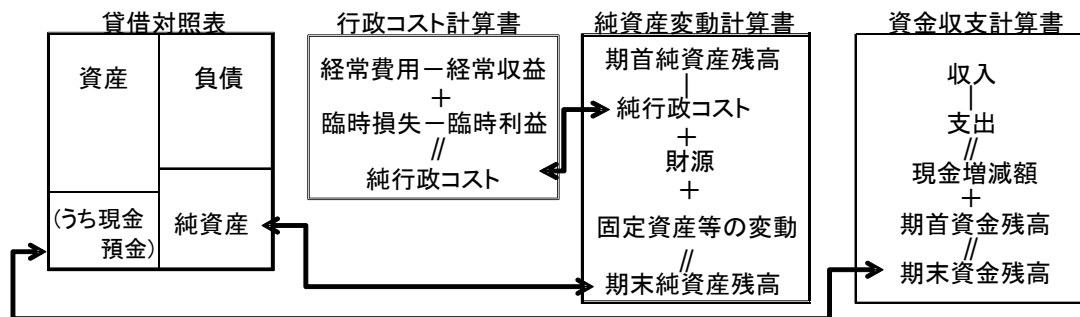 貸借対照表
資産
負債
(うち現金
預金)
純資産
行政コスト計算書
経常費用－経常収益
＋
臨時損失－臨時利益
//
純行政コスト
純資産変動計算書
期首純資産残高
｜
純行政コスト
＋
財源
＋
固定資産等の変動
//
期末純資産残高
資金収支計算書
収入
｜
支出
//
現金増減額
＋
期首資金残高
//
期末資金残高